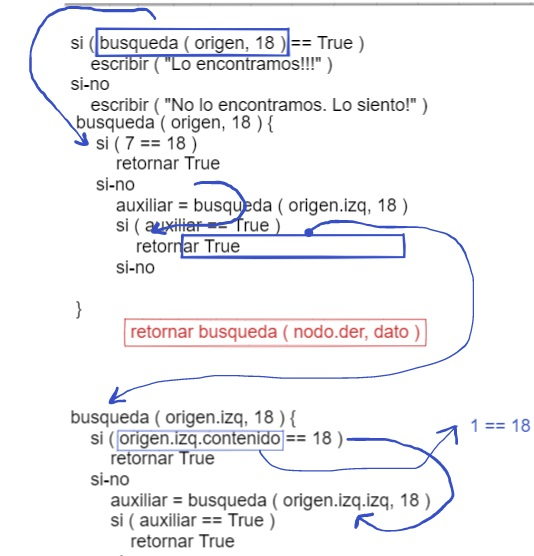 si ( busqueda ( origen, 18 ) == True )
escribir ( "Lo encontramos!!!" )
si-no
escribir ( "No lo encontramos. Lo siento!" )
busqueda ( origen, 18 ) {
si ( 7 == 18 )
retornar True
si-no
auxiliar = busqueda ( origen.izq, 18 )
si ( auxiliar == True )
retornar True
si-no
}
retornar busqueda ( nodo.der, dato )
busqueda ( origen.izq, 18 ) {
si ( origen.izq.contenido == 18 )
1 == 18
retornar True
si-no
auxiliar = busqueda ( origen.izq.izq, 18 )
si ( auxiliar == True )
retornar True